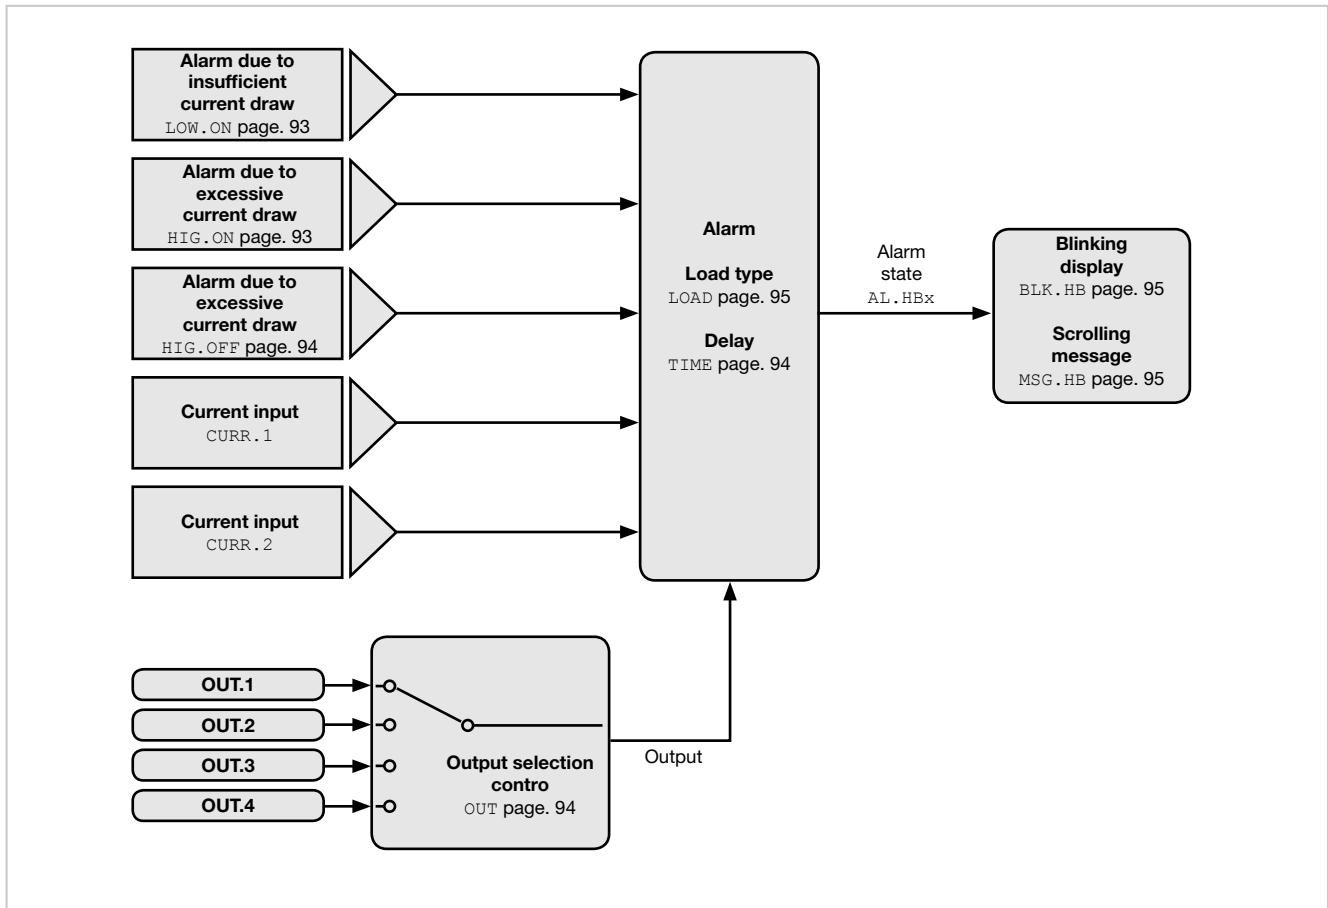 Alarm due to
insufficient
current draw
LOW.ON page. 93
Alarm due to
excessive
current draw
HIG.ON page. 93
Alarm due to
excessive
current draw
HIG.OFF page. 94
Current input
CURR.1
Current input
CURR.2
Alarm
Load type
LOAD page. 95
Delay
TIME page. 94
Alarm
state
AL.HBx
Blinking
display
BLK.HB page. 95
Scrolling
message
MSG.HB page. 95
OUT.1
OUT.2
OUT.3
OUT.4
Output selection
contro
OUT page. 94
Output